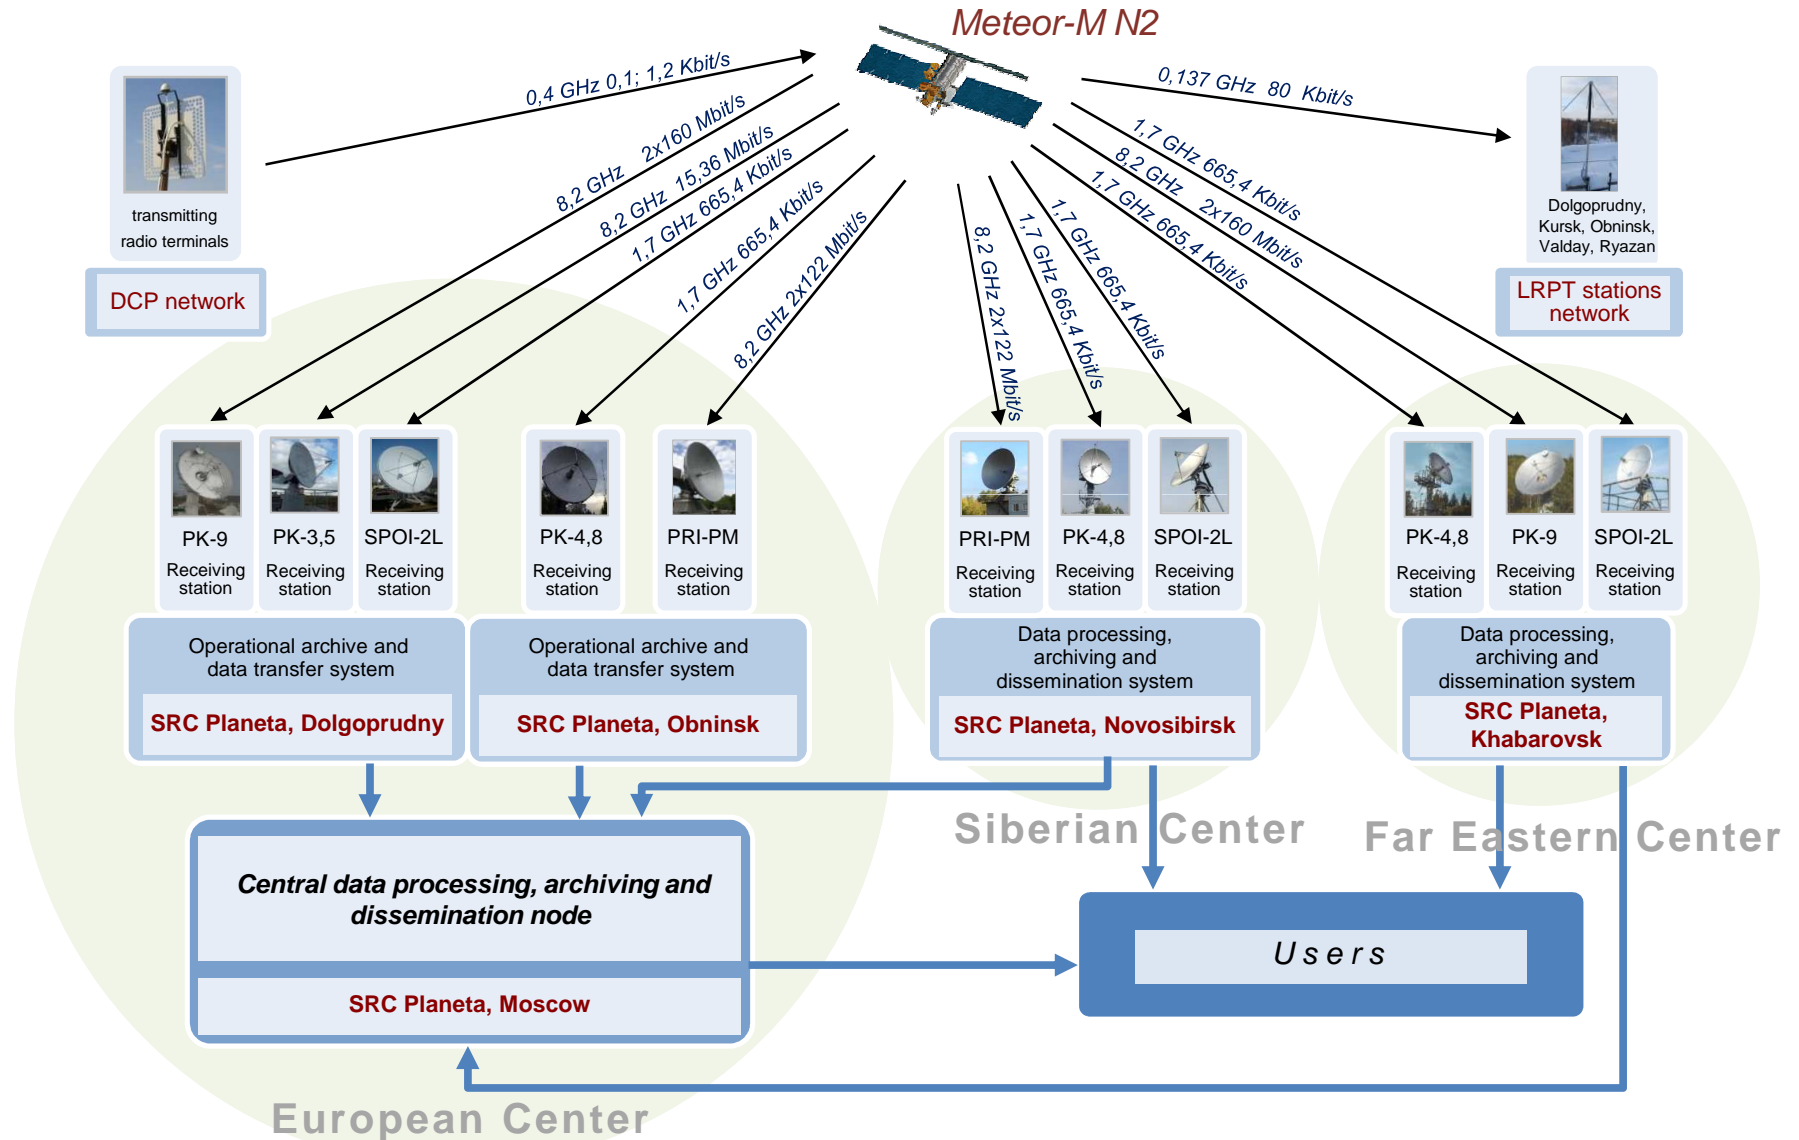 Meteor-M N2
0,4 GHz 0,1; 1,2 Kbit/s
8,2 GHz 2x160 Mbit/s
8,2 GHz 15,36 Mbit/s
1,7 GHz 665,4 Kbit/s
1,7 GHz 665,4 Kbit/s
8,2 GHz 2x122 Mbit/s
8,2 GHz 2x122 Mbit/s
1,7 GHz 665,4 Kbit/s
1,7 GHz 665,4 Kbit/s
1,7 GHz 665,4 Kbit/s
8,2 GHz 2x160 Mbit/s
1,7 GHz 665,4 Kbit/s
0,137 GHz 80 Kbit/s
transmitting
radio terminals
DCP network
Dolgoprudny,
Kursk, Obninsk,
Valday, Ryazan
LRPT stations
network
PK-9
Receiving
station
PK-3,5
Receiving
station
SPOI-2L
Receiving
station
PK-4,8
Receiving
station
PRI-PM
Receiving
station
PRI-PM
Receiving
station
PK-4,8
Receiving
station
SPOI-2L
Receiving
station
PK-4,8
Receiving
station
PK-9
Receiving
station
SPOI-2L
Receiving
station
Operational archive and
data transfer system
SRC Planeta, Dolgoprudny
Operational archive and
data transfer system
SRC Planeta, Obninsk
Data processing,
archiving and
dissemination system
SRC Planeta, Novosibirsk
Data processing,
archiving and
dissemination system
SRC Planeta,
Khabarovsk
Siberian Center
Far Eastern Center
Central data processing, archiving and
dissemination node
SRC Planeta, Moscow
Users
European Center